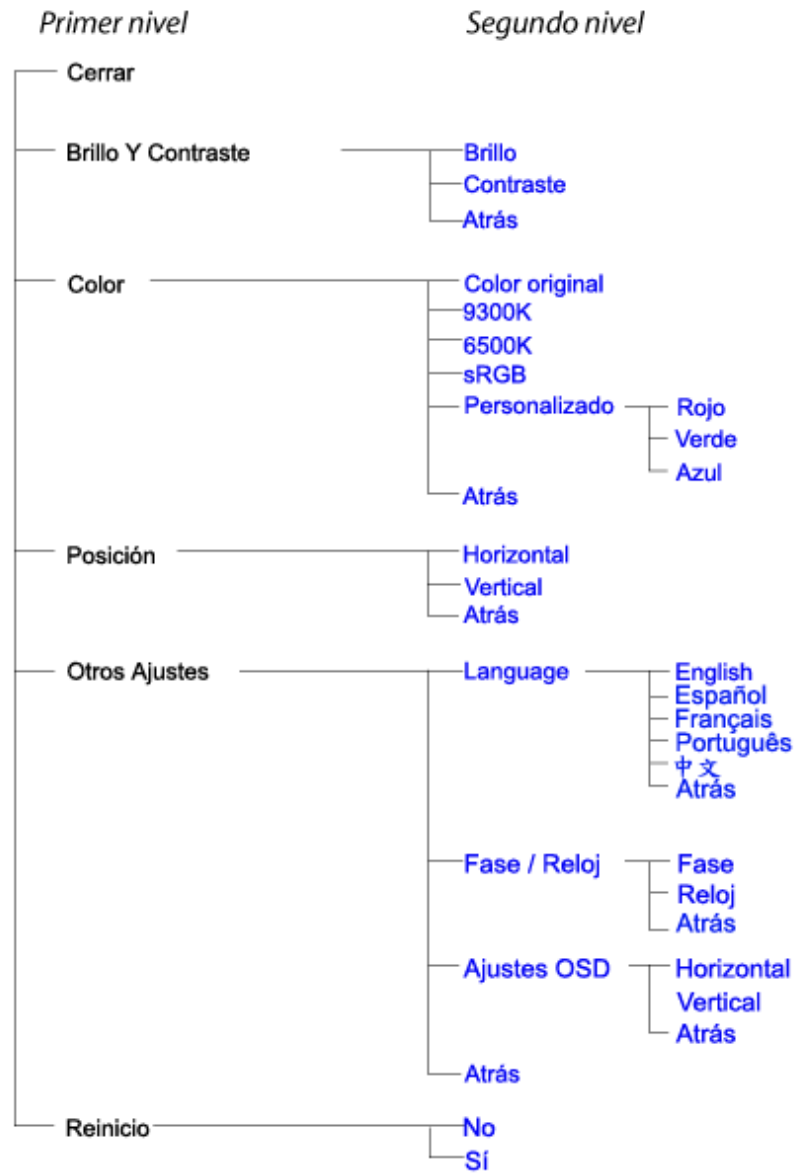 Primer nivel Segundo nivel
Cerrar
Brillo Y Contraste Brillo
Contraste
Atrás
Color Color original
9300K
6500K
sRGB
Personalizado Rojo
Verde
Azul
Atrás
Posición Horizontal
Vertical
Atrás
Otros Ajustes Language English
Español
Français
Português
中文
Atrás
Fase / Reloj Fase
Reloj
Atrás
Ajustes OSD Horizontal
Vertical
Atrás
Atrás
Reinicio No
Sí